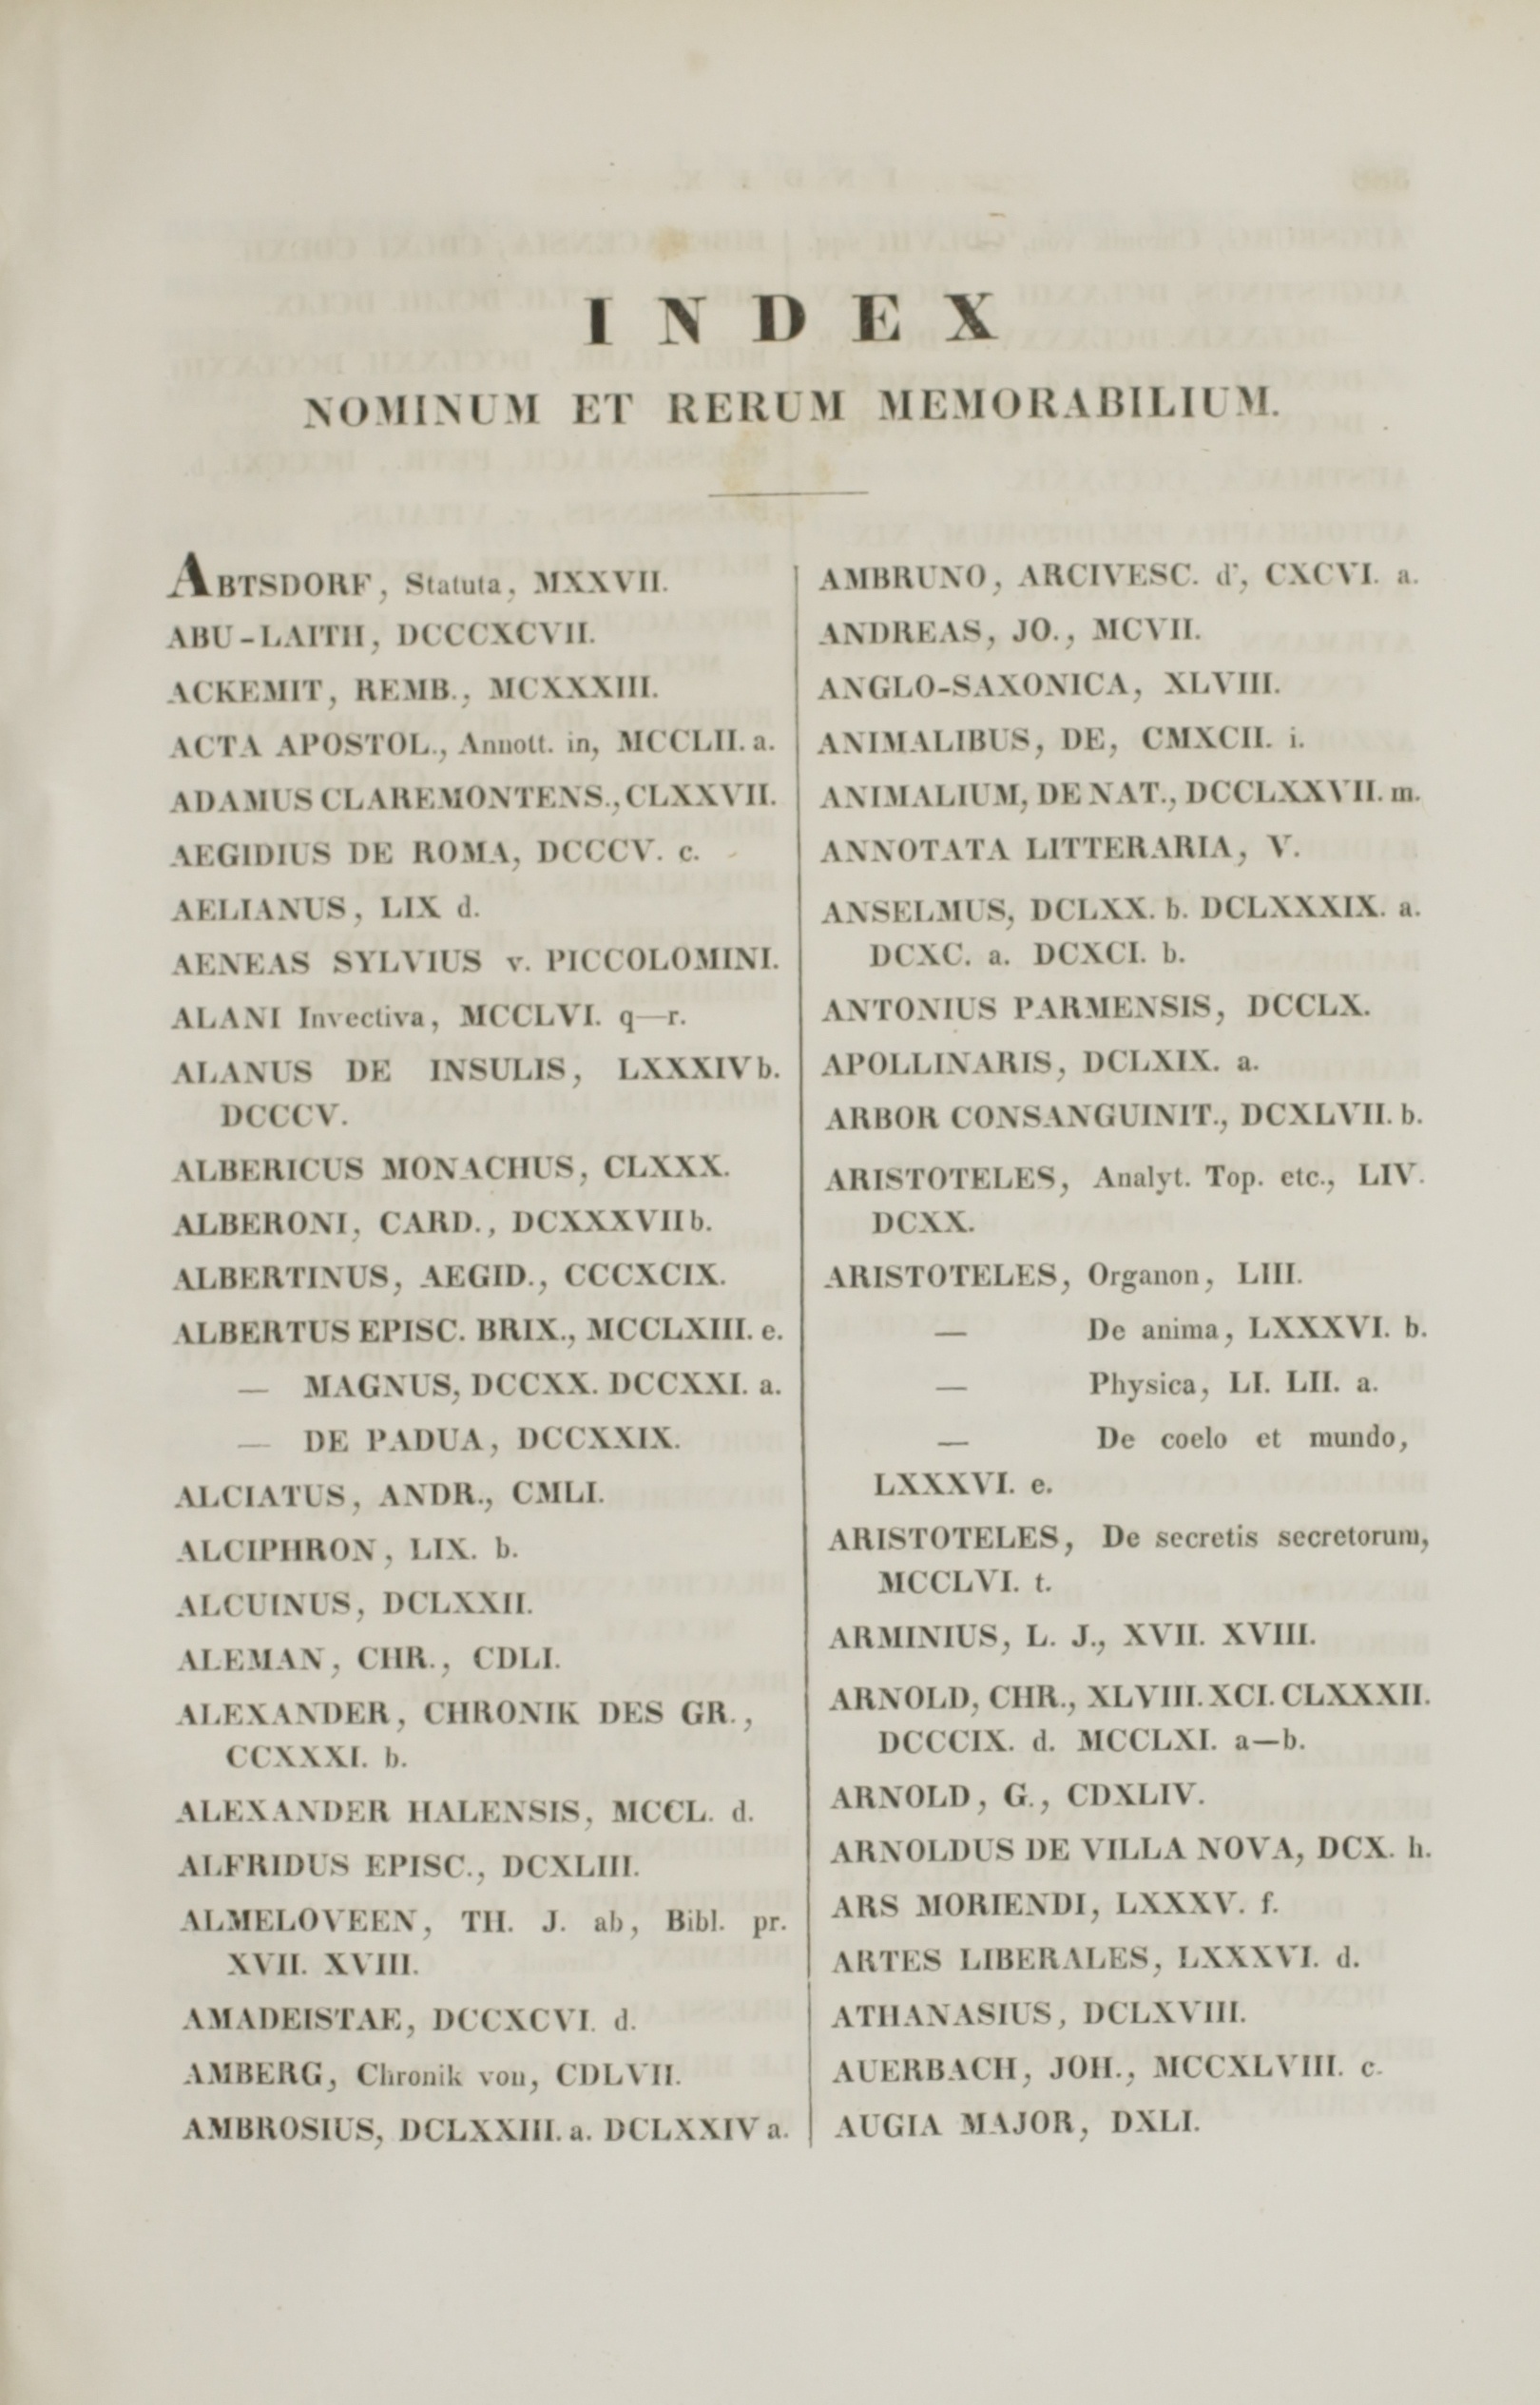 INDEX
NOMINUM ET RERUM MEMORABILIUM.
ABTSDORF, Statuta, MXXVII.
ABU-LAITH, DCCCXCVII.
ACKEMIT, REMB., MCXXXIII.
ACTA APOSTOL., Annott. in, MCCLII. a.
ADAMUS CLAREMONTENS., CLXXVII.
AEGIDIUS DE ROMA, DCCCV. c.
AELIANUS, LIX d.
AENEAS SYLVIUS v. PICCOLOMINI.
ALANI Invectiva, MCCLVI. q—r.
ALANUS DE INSULIS, LXXXIV b.
DCCCV.
ALBERICUS MONACHUS, CLXXX.
ALBERONI, CARD., DCXXXVII b.
ALBERTINUS, AEGID., CCCXCIX.
ALBERTUS EPISC. BRIX., MCCLXIII. e.
— MAGNUS, DCCXX. DCCXXI. a.
— DE PADUA, DCCXXIX.
ALCIATUS, ANDR., CMLI.
ALCIPHRON, LIX. b.
ALCUINUS, DCLXXII.
ALEMAN, CHR., CDLI.
ALEXANDER, CHRONIK DES GR.,
CCXXXI. b.
ALEXANDER HALENSIS, MCCL. d.
ALFRIDUS EPISC., DCXLIII.
ALMELOVEEN, TH. J. ab, Bibl. pr.
XVII. XVIII.
AMADEISTAE, DCCXCVI. d.
AMBERG, Chronik von, CDLVII.
AMBROSIUS, DCLXXIII. a. DCLXXIV a.
AMBRUNO, ARCIVESC. d', CXCVI. a.
ANDREAS, JO., MCVII.
ANGLO-SAXONICA, XLVIII.
ANIMALIBUS, DE, CMXCII. i.
ANIMALIUM, DE NAT., DCCLXXVII. m.
ANNOTATA LITTERARIA, V.
ANSELMUS, DCLXX. b. DCLXXXIX. a.
DCXC. a. DCXCI. b.
ANTONIUS PARMENSIS, DCCLX.
APOLLINARIS, DCLXIX. a.
ARBOR CONSANGUINIT., DCXLVII. b.
ARISTOTELES, Analyt. Top. etc., LIV.
DCXX.
ARISTOTELES, Organon, LIII.
— De anima, LXXXVI. b.
— Physica, LI. LII. a.
— De coelo et mundo,
LXXXVI. e.
ARISTOTELES, De secretis secretorum,
MCCLVI. t.
ARMINIUS, L. J., XVII. XVIII.
ARNOLD, CHR., XLVIII. XCI. CLXXXII.
DCCCIX. d. MCCLXI. a—b.
ARNOLD, G., CDXLIV.
ARNOLDUS DE VILLA NOVA, DCX. h.
ARS MORIENDI, LXXXV. f.
ARTES LIBERALES, LXXXVI. d.
ATHANASIUS, DCLXVIII.
AUERBACH, JOH., MCCXLVIII. c.
AUGIA MAJOR, DXLI.